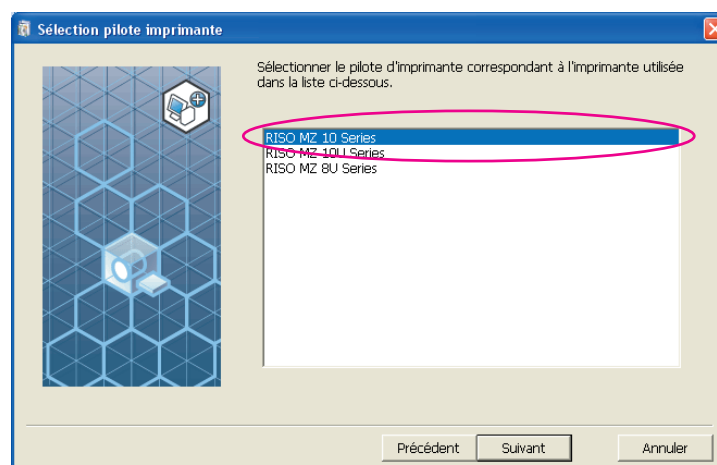 Sélection pilote imprimante
Sélectionner le pilote d'imprimante correspondant à l'imprimante utilisée
dans la liste ci-dessous.
RISO MZ 10 Series
RISO MZ 10U Series
RISO MZ 8U Series
Précédent
Suivant
Annuler